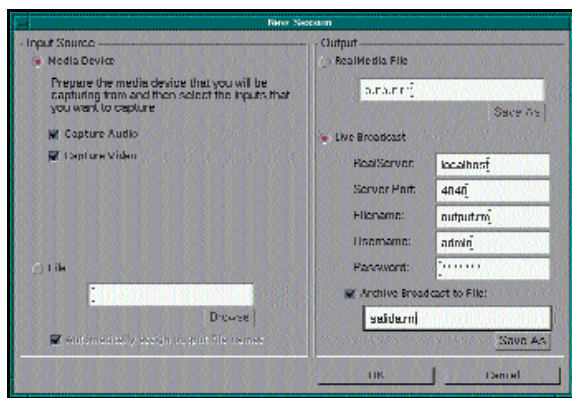 New Session
Input Source
Media Device
Prepare the media device that you will be
capturing from and then select the inputs that
you want to capture
Capture Audio
Capture Video
File
Browse
Automatically assign output file names
Output
RealMedia File
Save As
Live Broadcast
RealServer: localhost
Server Port: 4040
Filename: output.rm
Username: admin
Password: *******
Archive Broadcast to File:
salida.rm
Save As
OK
Cancel